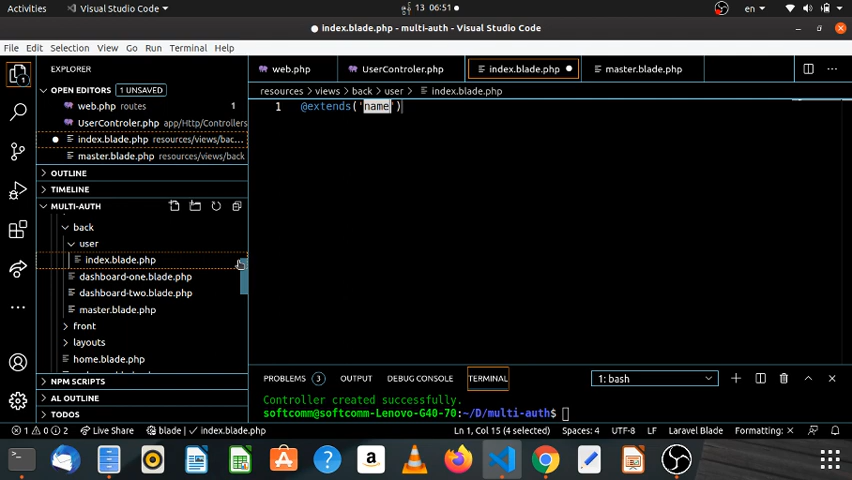 Activities
Visual Studio Code
13 06:51
en
index.blade.php - multi-auth - Visual Studio Code
File Edit Selection View Go Run Terminal Help
EXPLORER
web.php
UserControler.php
index.blade.php
master.blade.php
OPEN EDITORS 1 UNSAVED
resources > views > back > user > index.blade.php
web.php routes 1
1 @extends('name')
UserControler.php app/Http/Controllers
index.blade.php resources/views/bac...
master.blade.php resources/views/back
OUTLINE
TIMELINE
MULTI-AUTH
back
user
index.blade.php
dashboard-one.blade.php
dashboard-two.blade.php
master.blade.php
front
layouts
home.blade.php
NPM SCRIPTS
AL OUTLINE
TODOS
PROBLEMS 3 OUTPUT DEBUG CONSOLE TERMINAL 1: bash
Controller created successfully.
softcomm@softcomm-Lenovo-G40-70:~/D/multi-auth$
1 0 2 Live Share blade index.blade.php Ln 1, Col 15 (4 selected) Spaces: 4 UTF-8 LF Laravel Blade Formatting: ×